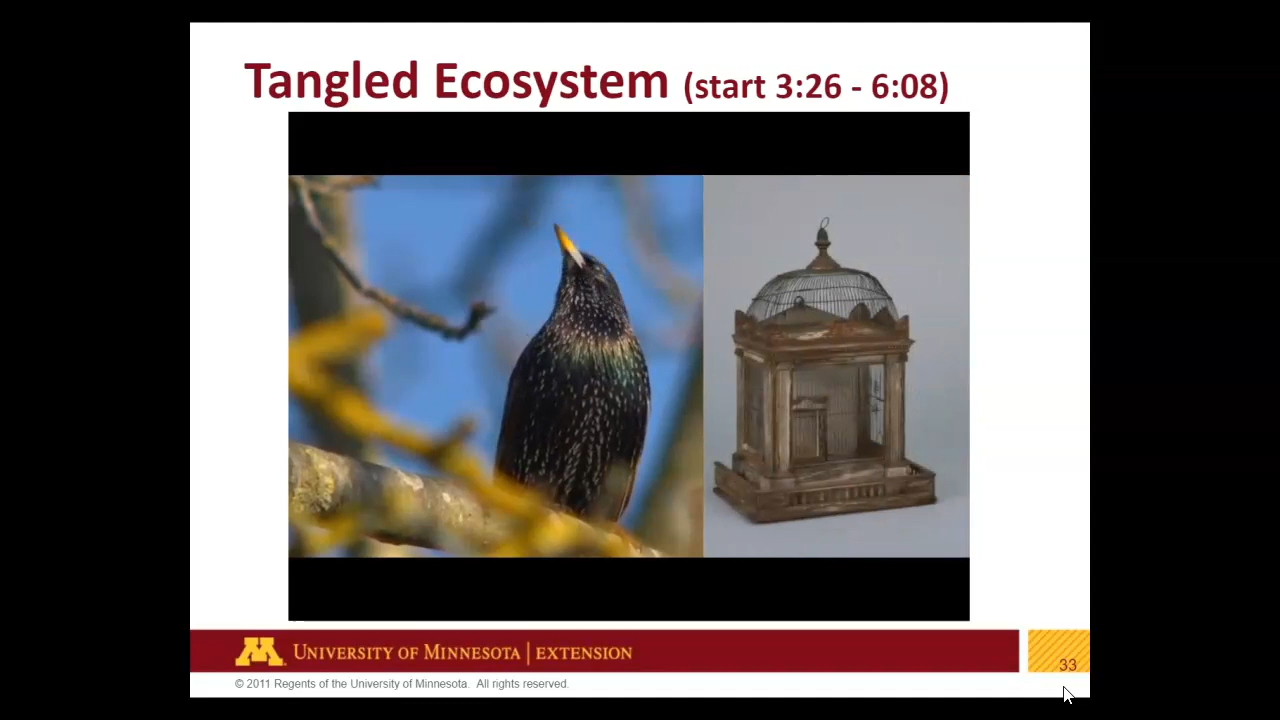 Tangled Ecosystem (start 3:26 - 6:08)
UNIVERSITY OF MINNESOTA | EXTENSION
33
© 2011 Regents of the University of Minnesota. All rights reserved.